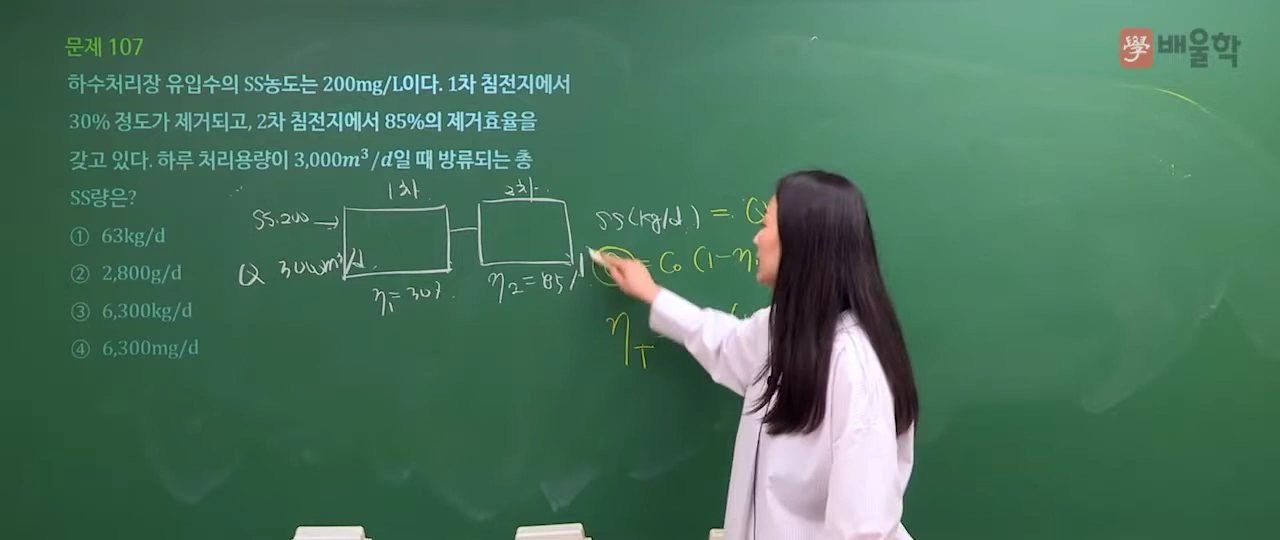 문제 107
學 배울학
하수처리장 유입수의 SS농도는 200mg/L이다. 1차 침전지에서
30% 정도가 제거되고, 2차 침전지에서 85%의 제거효율을
갖고 있다. 하루 처리용량이 3,000m³/d일 때 방류되는 총
SS량은?
① 63kg/d
② 2,800g/d
③ 6,300kg/d
④ 6,300mg/d
1차
2차
SS.200 →
Q 3000m³/d
η₁=30%
η₂=85%
SS(kg/d) = Q
= C₀ (1-η
η_T